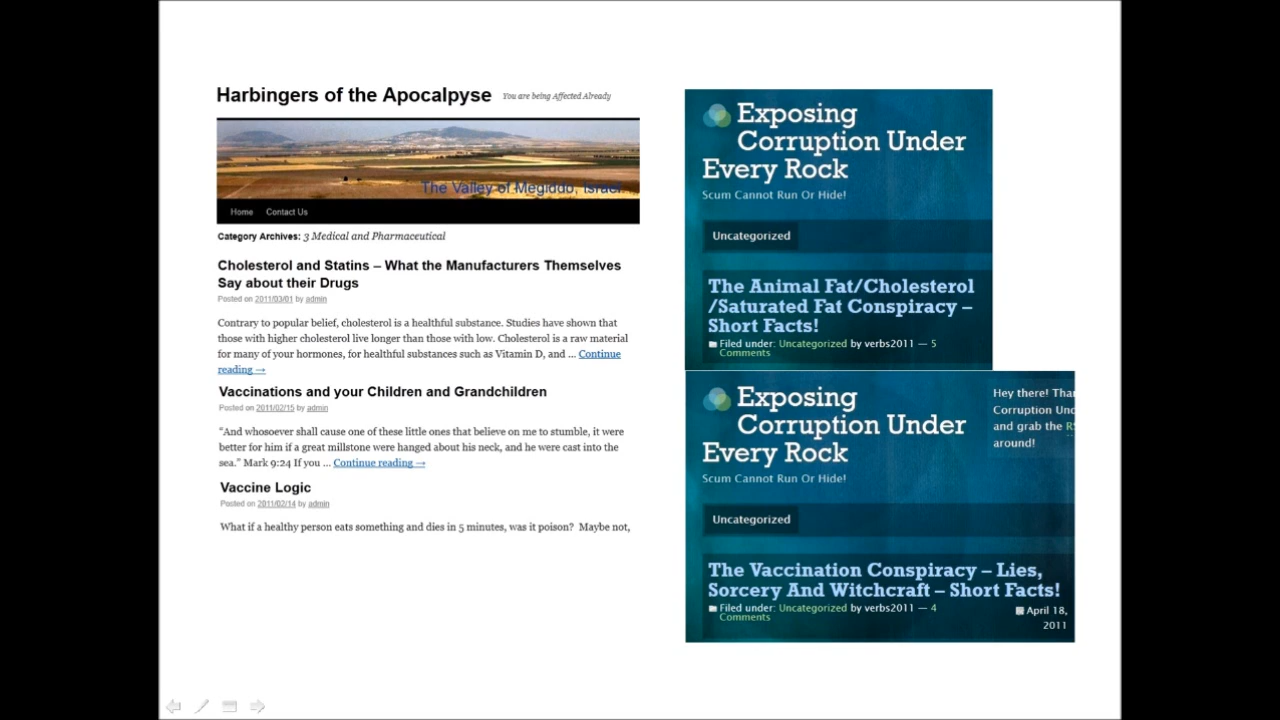 Harbingers of the Apocalpyse You are being Affected Already
The Valley of Megiddo, Israel
Home Contact Us
Category Archives: 3 Medical and Pharmaceutical
Cholesterol and Statins – What the Manufacturers Themselves
Say about their Drugs
Posted on 2011/03/01 by admin
Contrary to popular belief, cholesterol is a healthful substance. Studies have shown that
those with higher cholesterol live longer than those with low. Cholesterol is a raw material
for many of your hormones, for healthful substances such as Vitamin D, and ... Continue
reading →
Vaccinations and your Children and Grandchildren
Posted on 2011/02/15 by admin
“And whosoever shall cause one of these little ones that believe on me to stumble, it were
better for him if a great millstone were hanged about his neck, and he were cast into the
sea.” Mark 9:24 If you ... Continue reading →
Vaccine Logic
Posted on 2011/02/14 by admin
What if a healthy person eats something and dies in 5 minutes, was it poison? Maybe not,
Exposing
Corruption Under
Every Rock
Scum Cannot Run Or Hide!
Uncategorized
The Animal Fat/Cholesterol
/Saturated Fat Conspiracy –
Short Facts!
Filed under: Uncategorized by verbs2011 — 5
Comments
Exposing
Corruption Under
Every Rock
Scum Cannot Run Or Hide!
Hey there! Than
Corruption Und
and grab the RS
around!
Uncategorized
The Vaccination Conspiracy – Lies,
Sorcery And Witchcraft – Short Facts!
Filed under: Uncategorized by verbs2011 — 4
Comments
April 18,
2011